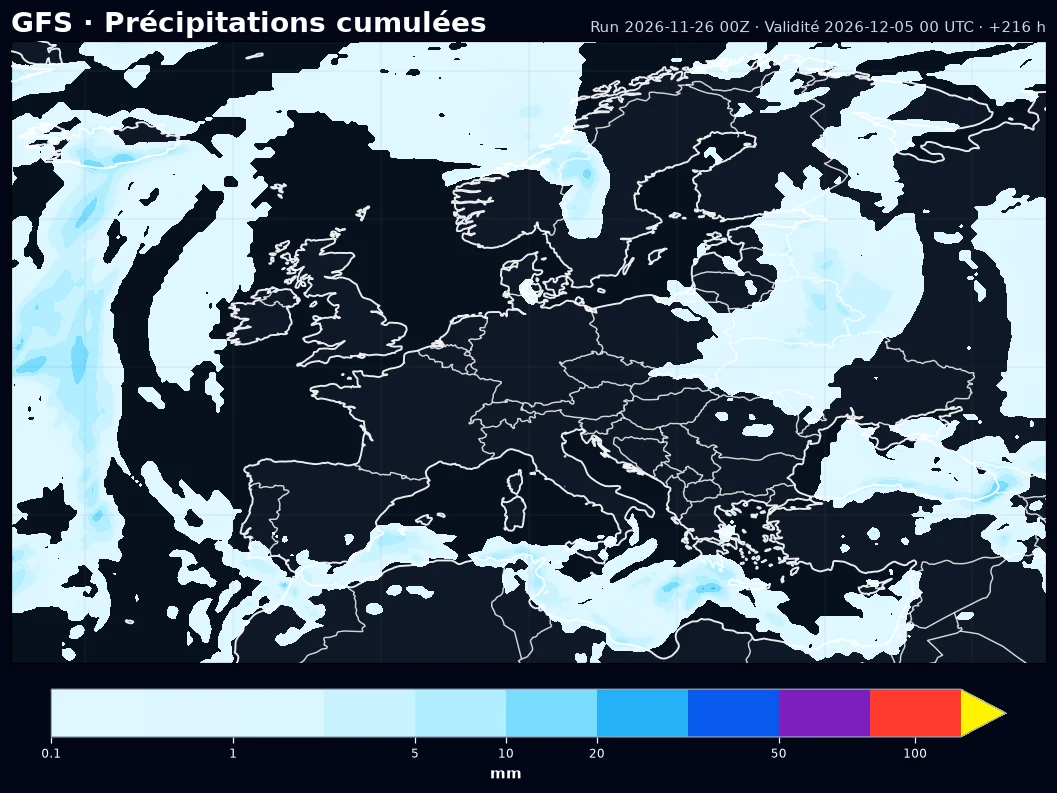 GFS · Précipitations cumulées
Run 2026-11-26 00Z · Validité 2026-12-05 00 UTC · +216 h
0.1 1 5 10 20 50 100
mm